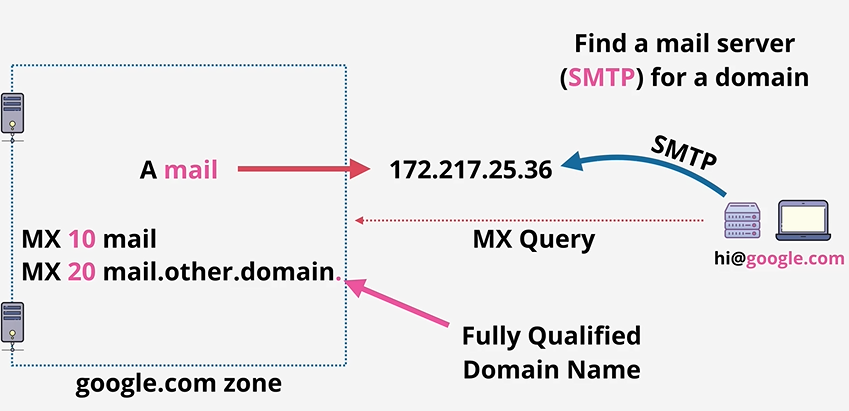 Find a mail server
(SMTP) for a domain
A mail
172.217.25.36
SMTP
MX 10 mail
MX 20 mail.other.domain.
MX Query
hi@google.com
Fully Qualified
Domain Name
google.com zone